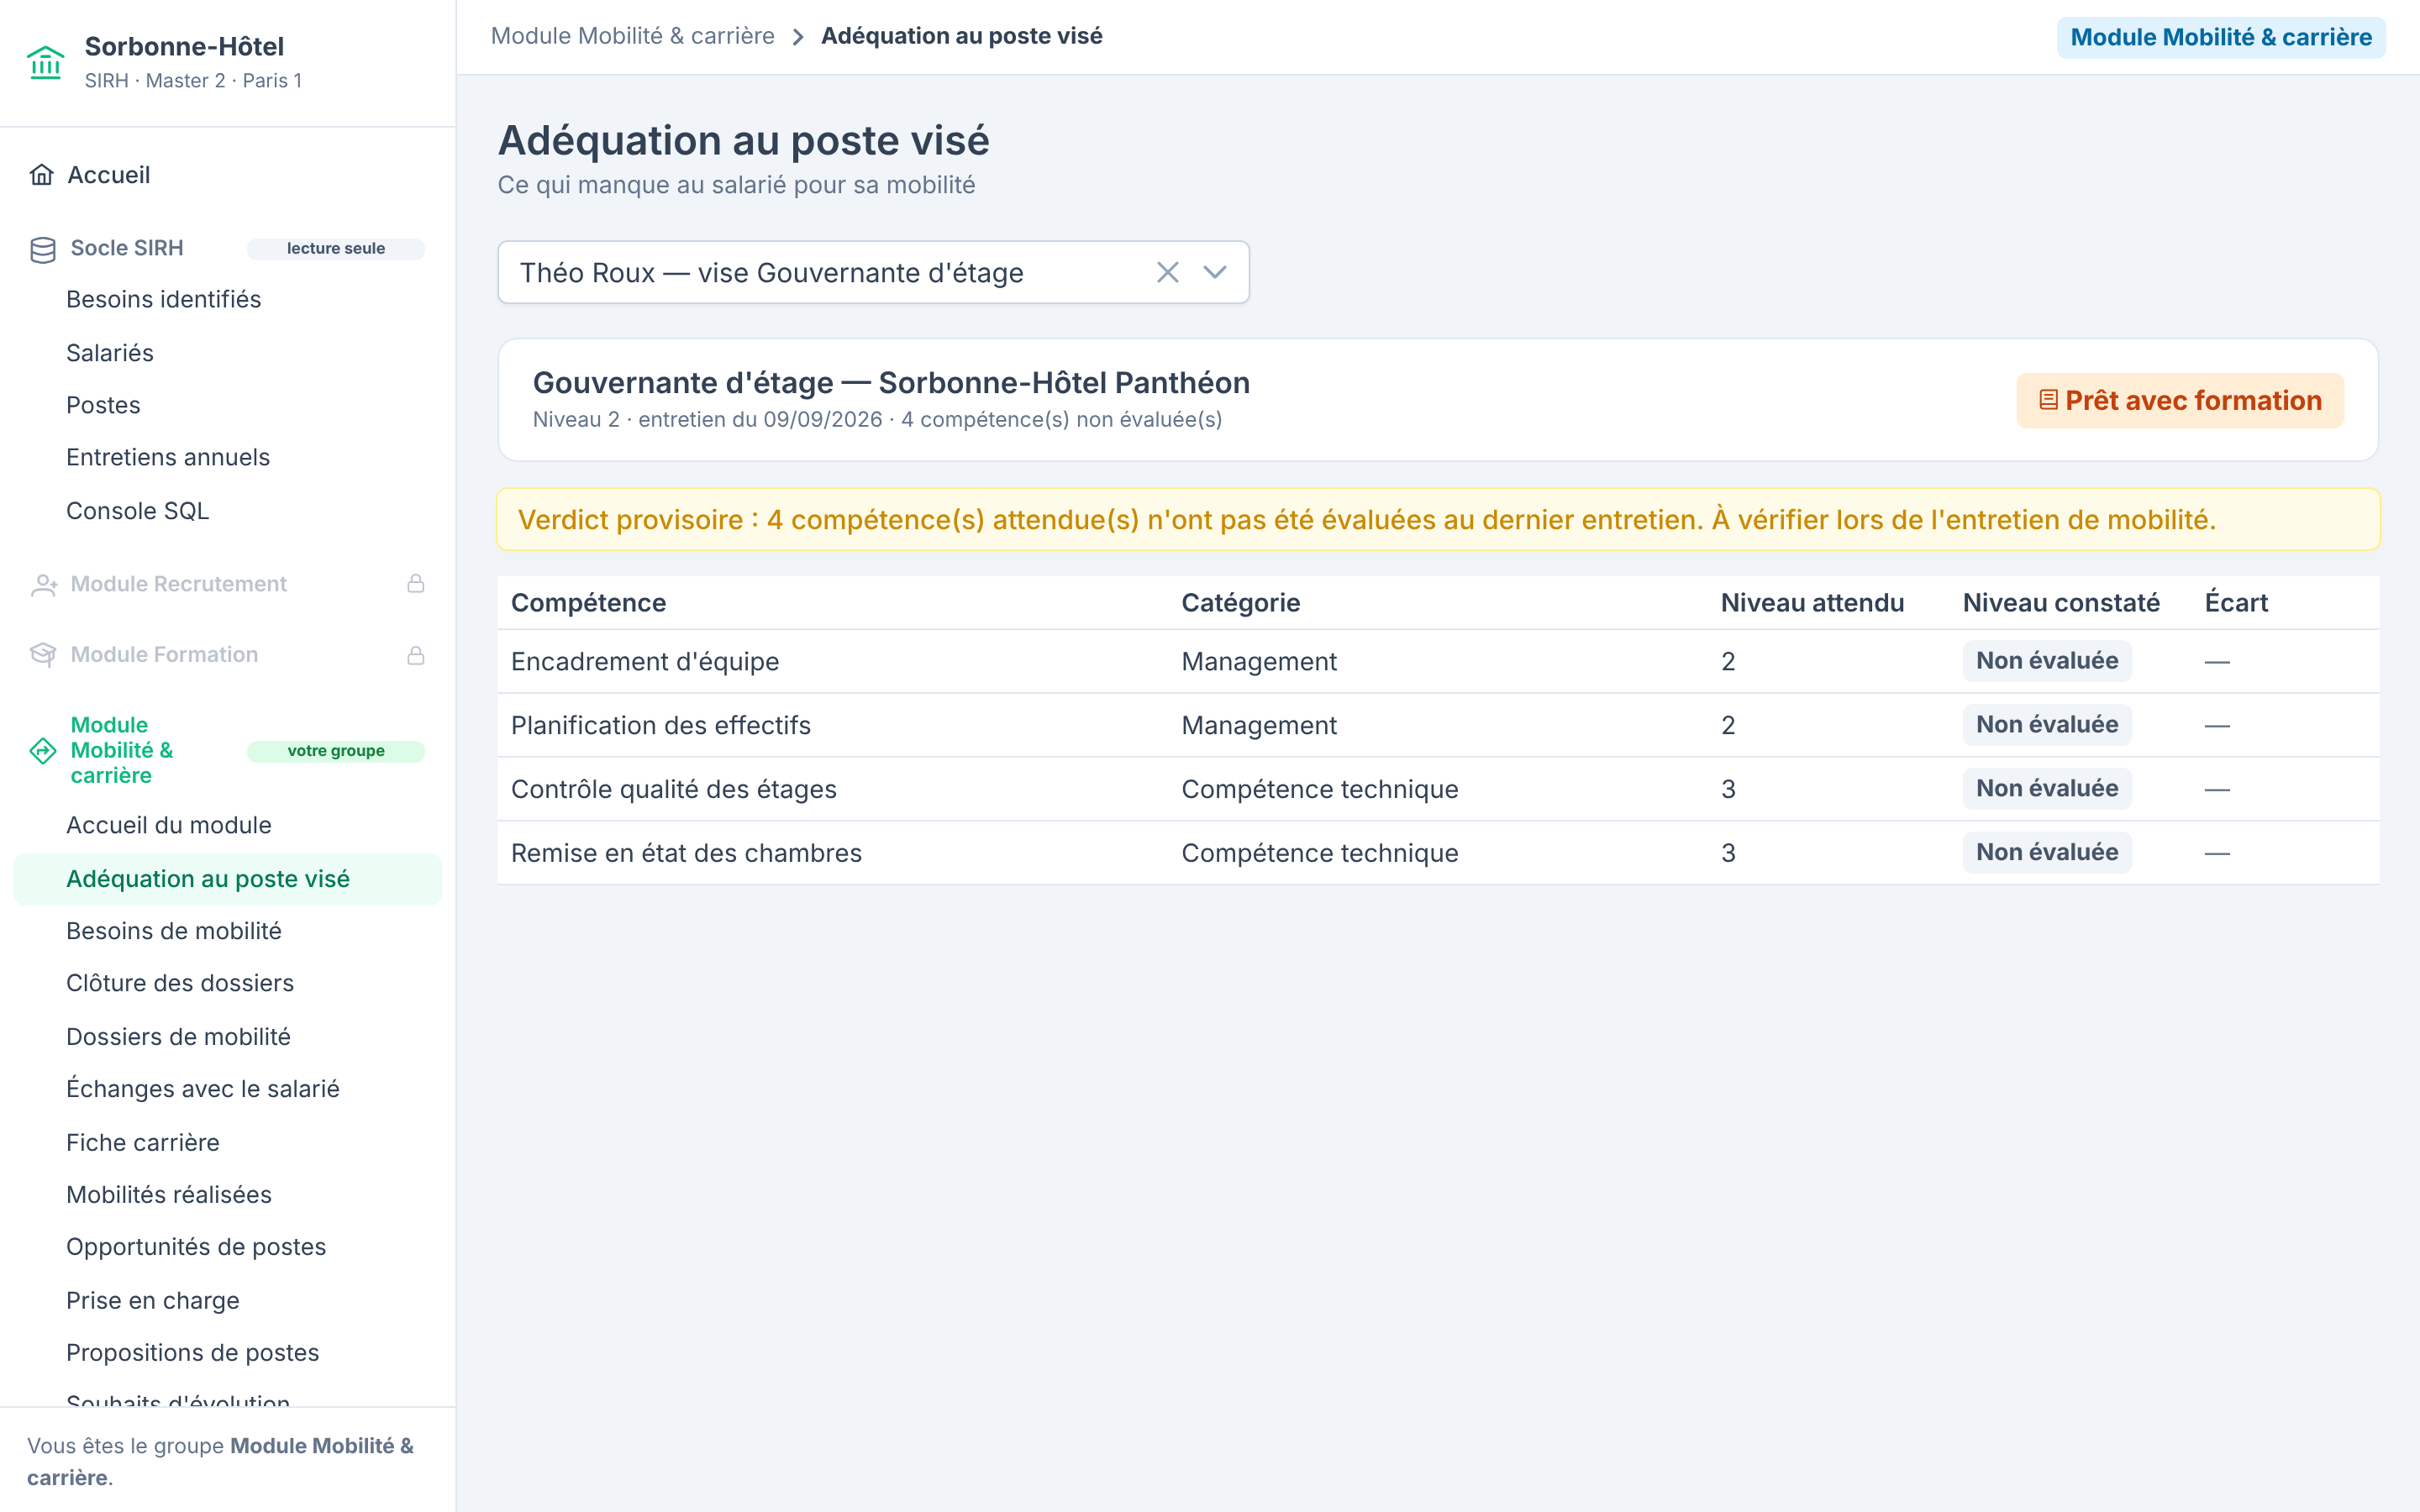 Sorbonne-Hôtel
SIRH · Master 2 · Paris 1
Accueil
Socle SIRH
lecture seule
Besoins identifiés
Salariés
Postes
Entretiens annuels
Console SQL
Module Recrutement
Module Formation
Module
Mobilité &
carrière
votre groupe
Accueil du module
Adéquation au poste visé
Besoins de mobilité
Clôture des dossiers
Dossiers de mobilité
Échanges avec le salarié
Fiche carrière
Mobilités réalisées
Opportunités de postes
Prise en charge
Propositions de postes
Souhaits d'évolution
Vous êtes le groupe Module Mobilité &
carrière.
Module Mobilité & carrière
Adéquation au poste visé
Module Mobilité & carrière
Adéquation au poste visé
Ce qui manque au salarié pour sa mobilité
Théo Roux — vise Gouvernante d'étage
Gouvernante d'étage — Sorbonne-Hôtel Panthéon
Niveau 2 · entretien du 09/09/2026 · 4 compétence(s) non évaluée(s)
Prêt avec formation
Verdict provisoire : 4 compétence(s) attendue(s) n'ont pas été évaluées au dernier entretien. À vérifier lors de l'entretien de mobilité.
Compétence Catégorie Niveau attendu Niveau constaté Écart
Encadrement d'équipe Management 2 Non évaluée —
Planification des effectifs Management 2 Non évaluée —
Contrôle qualité des étages Compétence technique 3 Non évaluée —
Remise en état des chambres Compétence technique 3 Non évaluée —